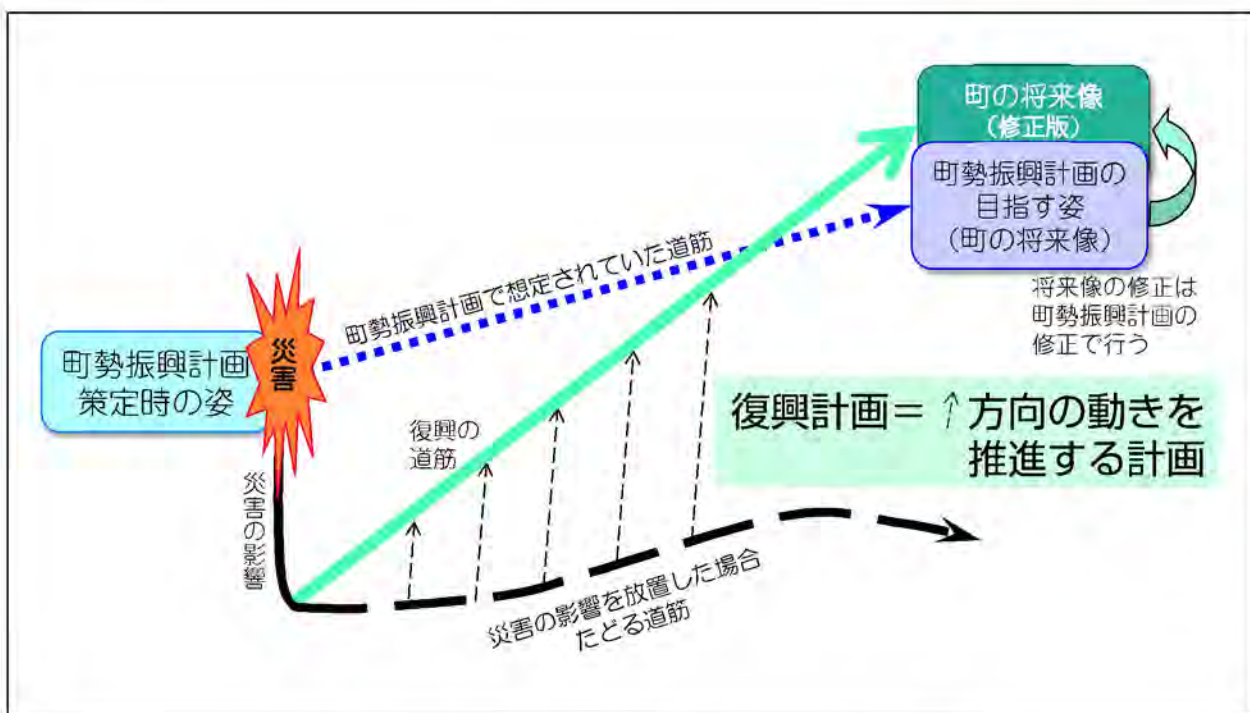 町の将来像
(修正版)
町勢振興計画の
目指す姿
(町の将来像)
将来像の修正は
町勢振興計画の
修正で行う
町勢振興計画で想定されていた道筋
災害
町勢振興計画
策定時の姿
復興の
道筋
災害の影響
復興計画=↑方向の動きを
推進する計画
災害の影響を放置した場合
たどる道筋